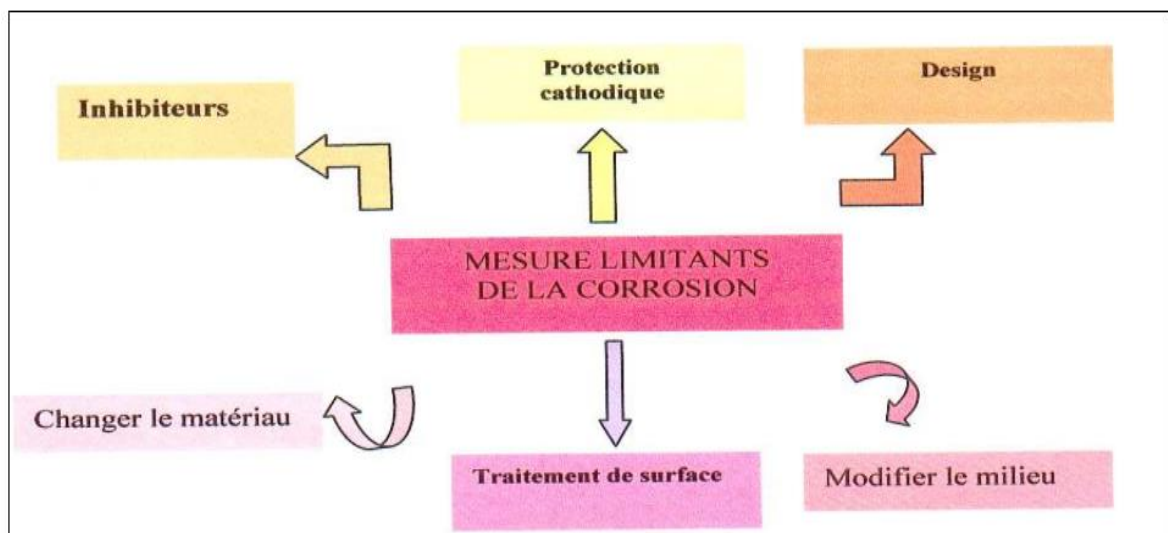 Inhibiteurs
Protection
cathodique
Design
MESURE LIMITANTS
DE LA CORROSION
Changer le matériau
Traitement de surface
Modifier le milieu